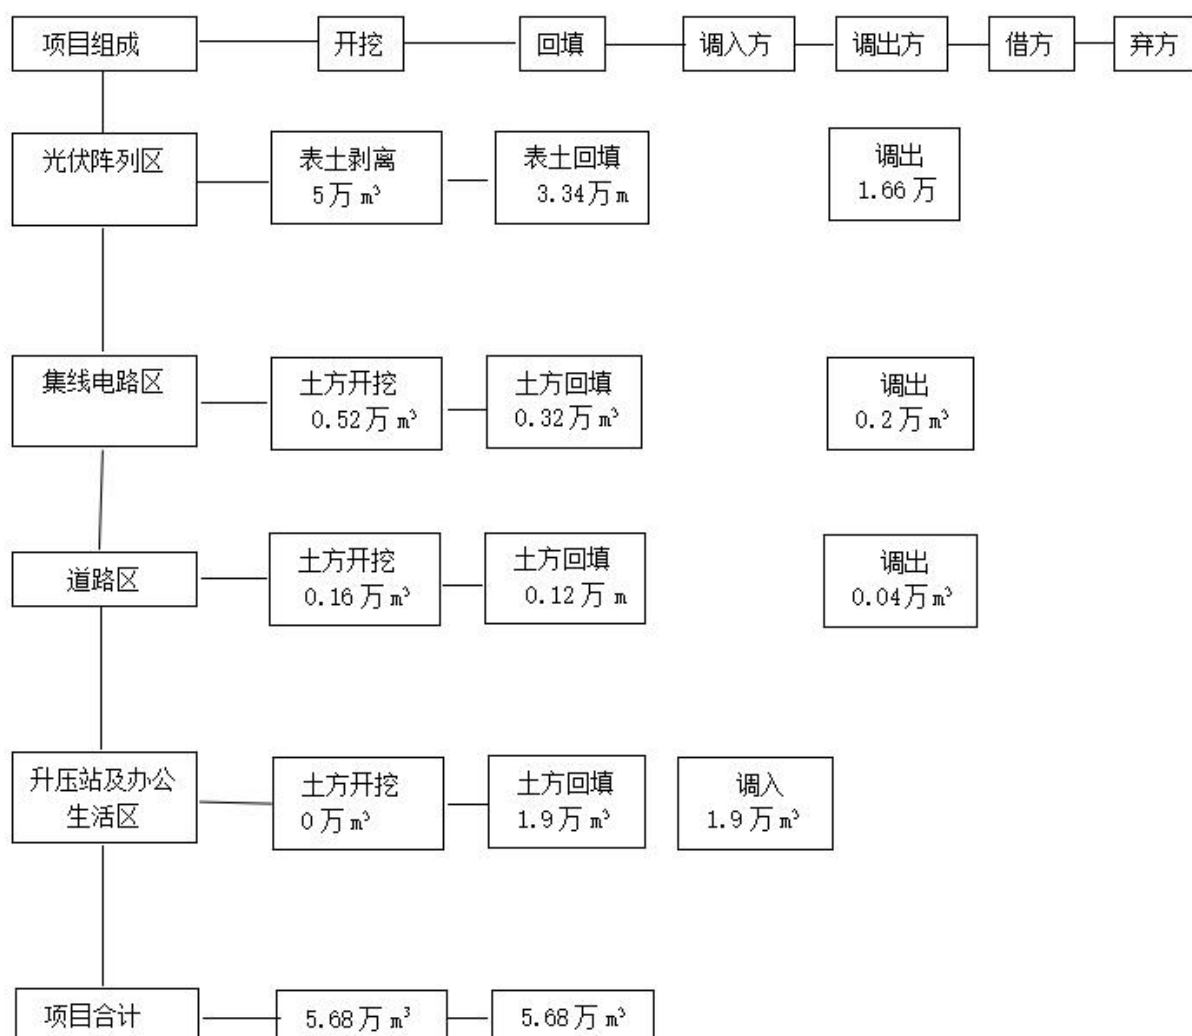 项目组成
开挖
回填
调入方
调出方
借方
弃方
光伏阵列区
表土剥离
5万m³
表土回填
3.34万m
调出
1.66万
集线电路区
土方开挖
0.52万m³
土方回填
0.32万m³
调出
0.2万m³
道路区
土方开挖
0.16万m³
土方回填
0.12万m
调出
0.04万m³
升压站及办公
生活区
土方开挖
0万m³
土方回填
1.9万m³
调入
1.9万m³
项目合计
5.68万m³
5.68万m³